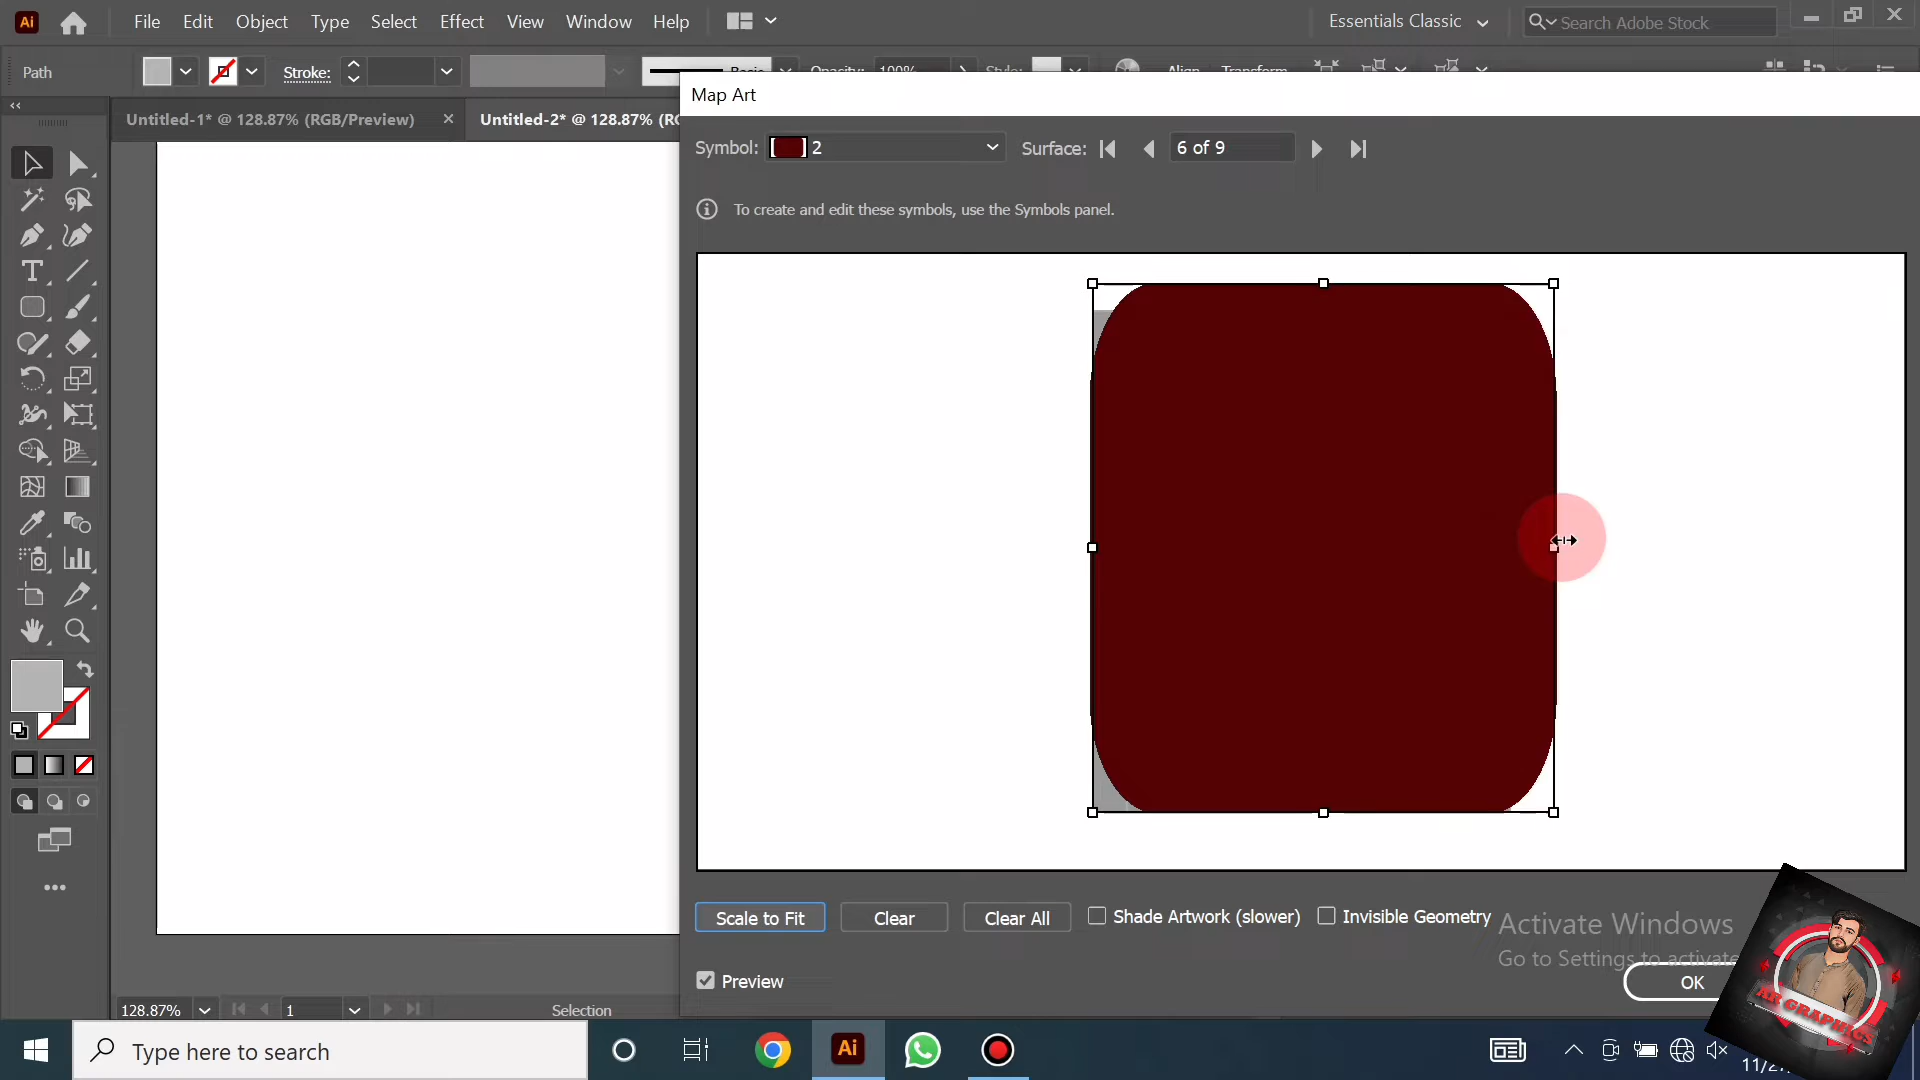 Ai File Edit Object Type Select Effect View Window Help Essentials Classic Search Adobe Stock
Path Stroke: Basic Opacity: 100% Style: Align Transform
Map Art
Untitled-1* @ 128.87% (RGB/Preview) Untitled-2* @ 128.87% (RG
Symbol: 2 Surface: 6 of 9
To create and edit these symbols, use the Symbols panel.
Scale to Fit Clear Clear All Shade Artwork (slower) Invisible Geometry
Activate Windows
Go to Settings to activate
Preview OK
AR GRAPHICS
128.87% 1 Selection
Type here to search Ai